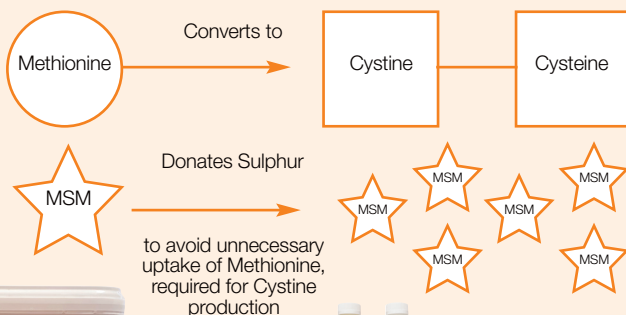 Converts to
Methionine
Cystine
Cysteine
Donates Sulphur
MSM
MSM
MSM
MSM
MSM
MSM
MSM
to avoid unnecessary
uptake of Methionine,
required for Cystine
production